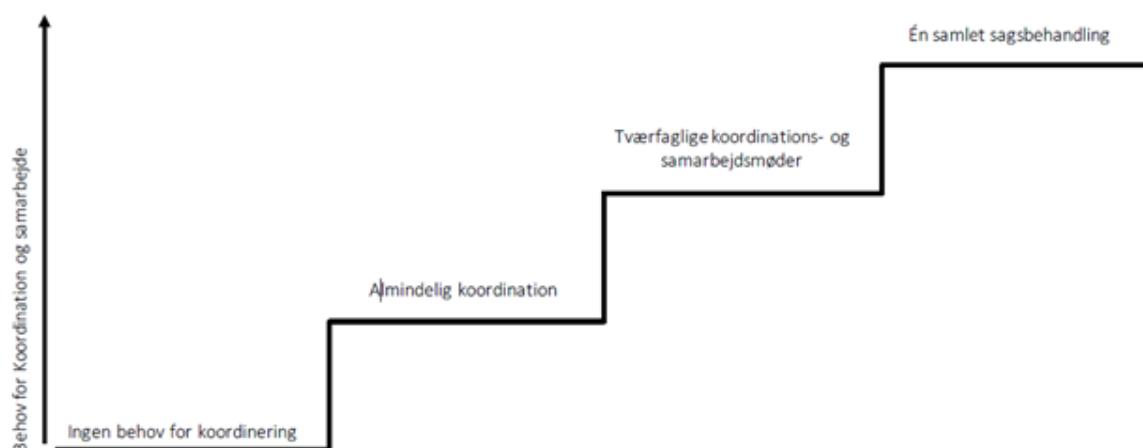 Én samlet sagsbehandling
Tværfaglige koordinations- og
samarbejdsmøder
Almindelig koordination
Ingen behov for koordinering
Behov for Koordination og samarbejde